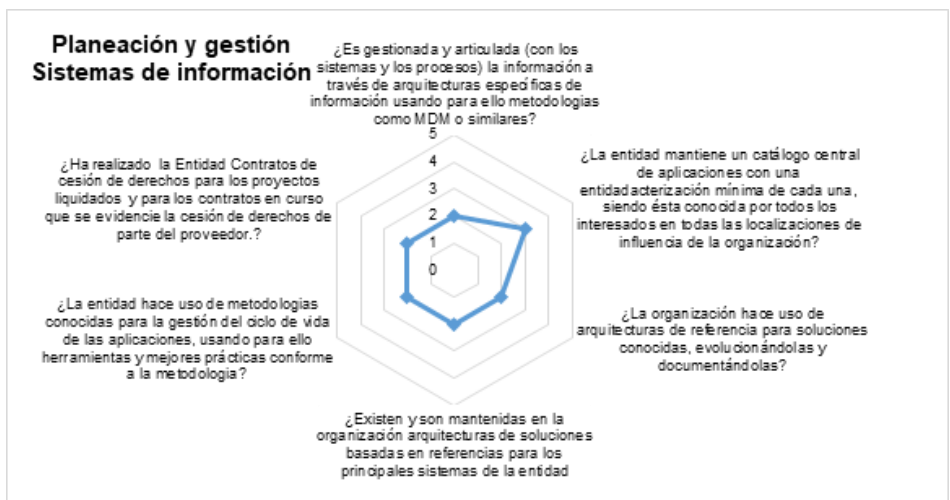 Planeación y gestión
Sistemas de información
¿Es gestionada y articulada (con los
sistemas y los procesos) la información a
través de arquitecturas específicas de
información usando para ello metodologias
como MDM o similares?
5
4
3
2
1
0
¿La entidad mantiene un catálogo central
de aplicaciones con una
entidadacterización mínima de cada una,
siendo ésta conocida por todos los
interesados en todas las localizaciones de
influencia de la organización?
¿La organización hace uso de
arquitecturas de referencia para soluciones
conocidas, evolucionándolas y
documentándolas?
¿Existen y son mantenidas en la
organización arquitecturas de soluciones
basadas en referencias para los
principales sistemas de la entidad
¿La entidad hace uso de metodologias
conocidas para la gestión del ciclo de vida
de las aplicaciones, usando para ello
herramientas y mejores prácticas conforme
a la metodologia?
¿Ha realizado la Entidad Contratos de
cesión de derechos para los proyectos
liquidados y para los contratos en curso
que se evidencie la cesión de derechos de
parte del proveedor.?